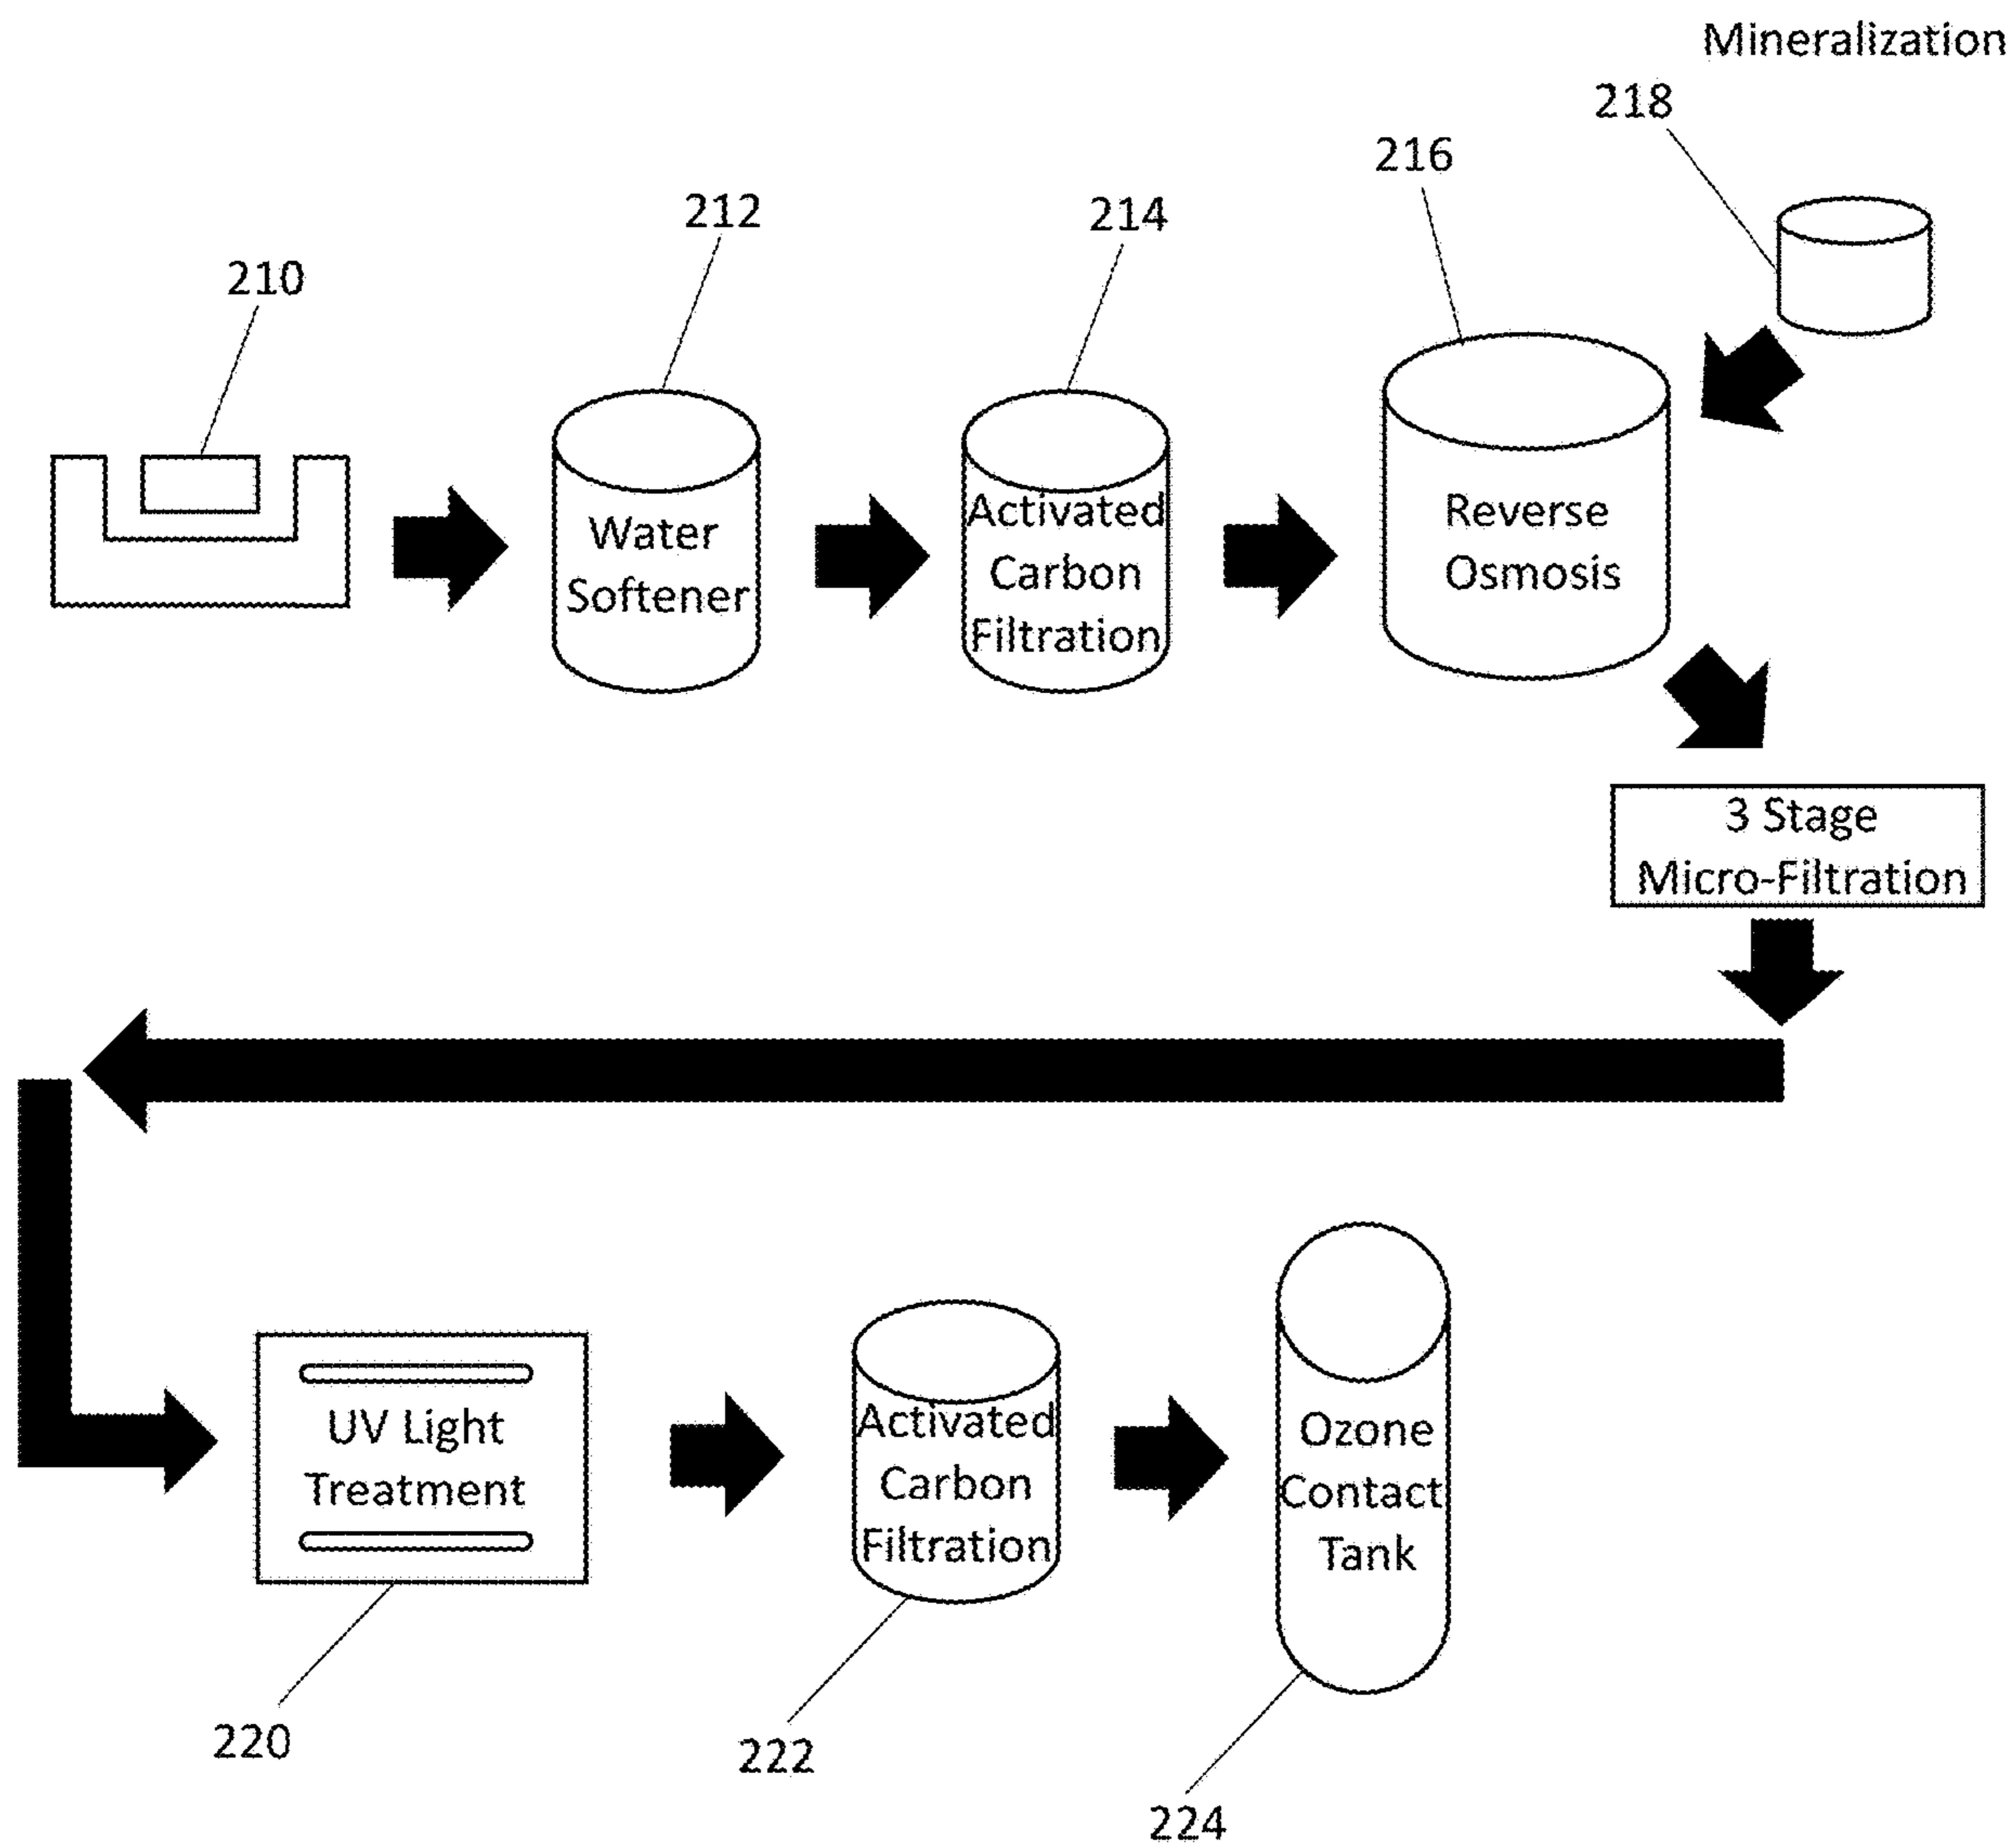 Mineralization
218
216
212
214
210
Water
Softener
Activated
Carbon
Filtration
Reverse
Osmosis
3 Stage
Micro-Filtration
UV Light
Treatment
Activated
Carbon
Filtration
Ozone
Contact
Tank
220
222
224